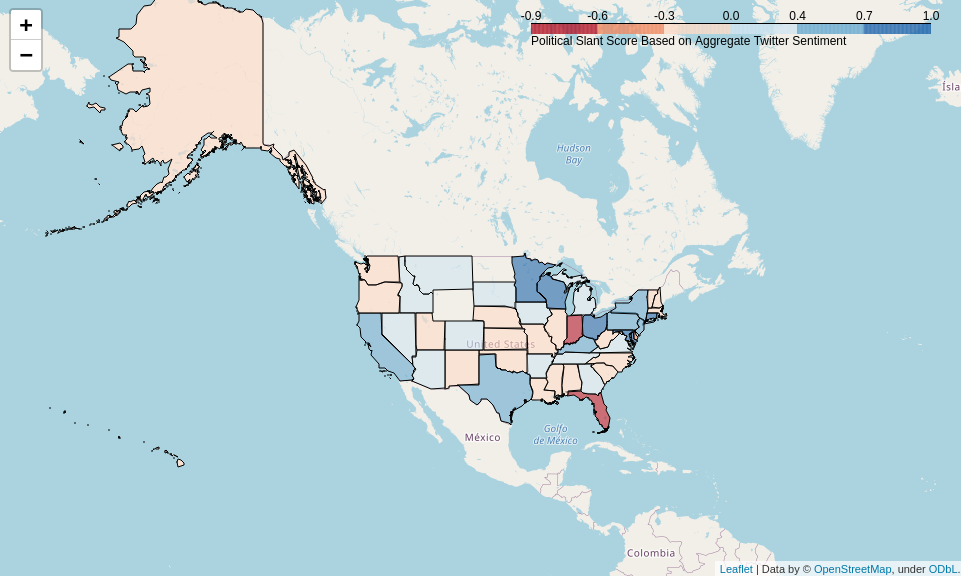 +
−
-0.9 -0.6 -0.3 0.0 0.4 0.7 1.0
Political Slant Score Based on Aggregate Twitter Sentiment
Ísla
Hudson
Bay
United States
México
Golfo
de México
Colombia
Leaflet | Data by © OpenStreetMap, under ODbL.